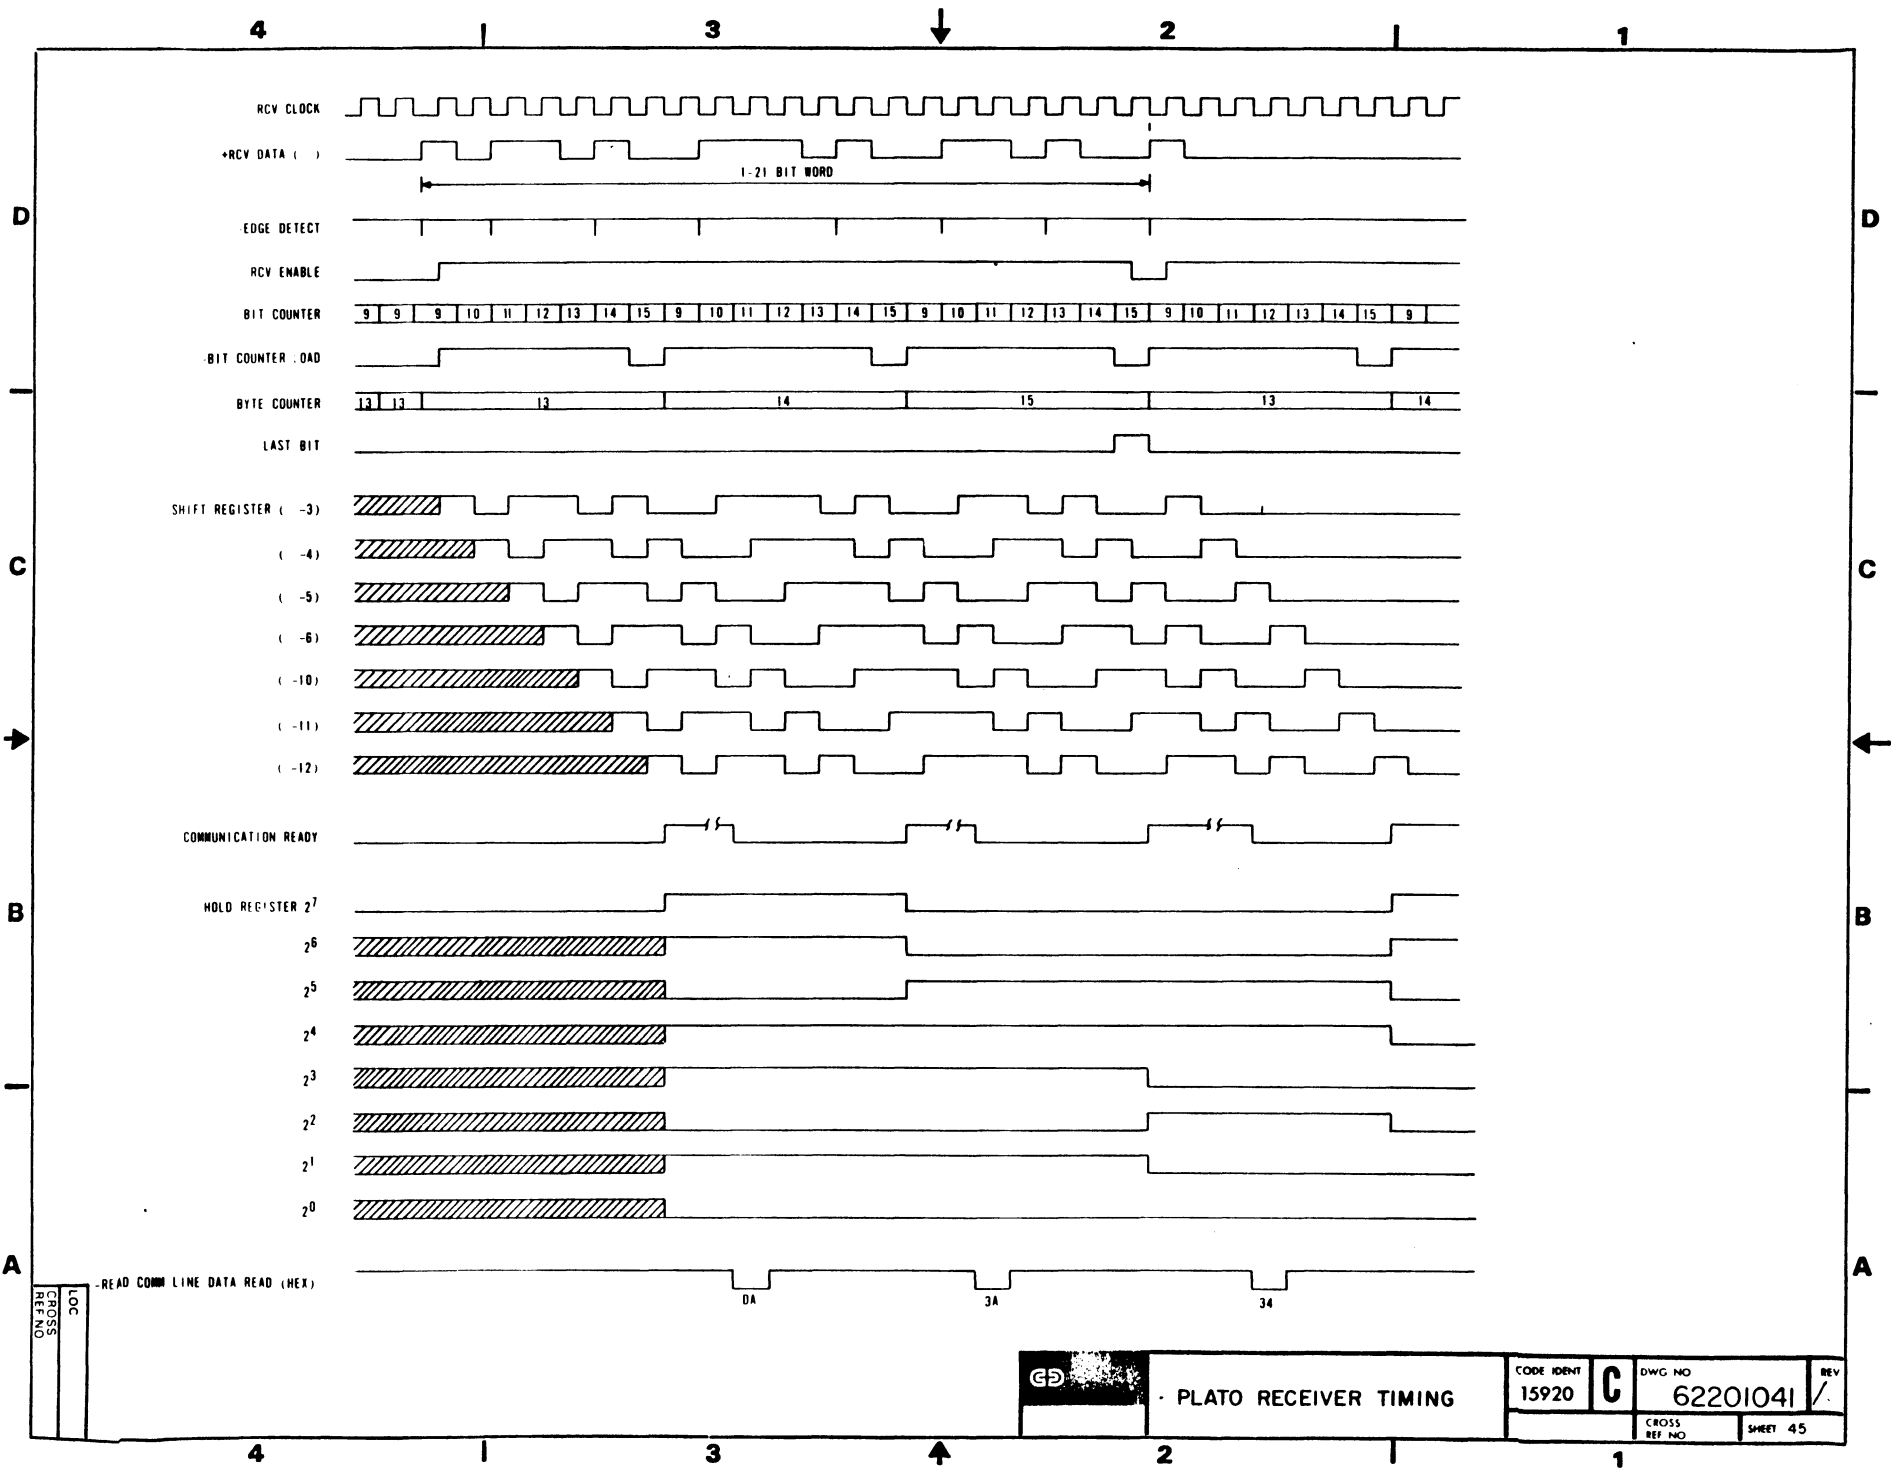 4 3 2 1
RCV CLOCK
+RCV DATA ( )
1-21 BIT WORD
D D
EDGE DETECT
RCV ENABLE
BIT COUNTER 9 9 9 10 11 12 13 14 15 9 10 11 12 13 14 15 9 10 11 12 13 14 15 9 10 11 12 13 14 15 9
-BIT COUNTER OAD
BYTE COUNTER 13 13 13 14 15 13 14
LAST BIT
SHIFT REGISTER ( -3)
( -4)
C C
( -5)
( -6)
( -10)
( -11)
( -12)
COMMUNICATION READY
B B
HOLD REGISTER 2⁷
2⁶
2⁵
2⁴
2³
2²
2¹
2⁰
A A
-READ COMM LINE DATA READ (HEX)
DA 3A 34
LOC
CROSS
REF NO
PLATO RECEIVER TIMING
CODE IDENT
15920
C
DWG NO
62201041
REV
/.
CROSS
REF NO
SHEET 45
4 3 2 1